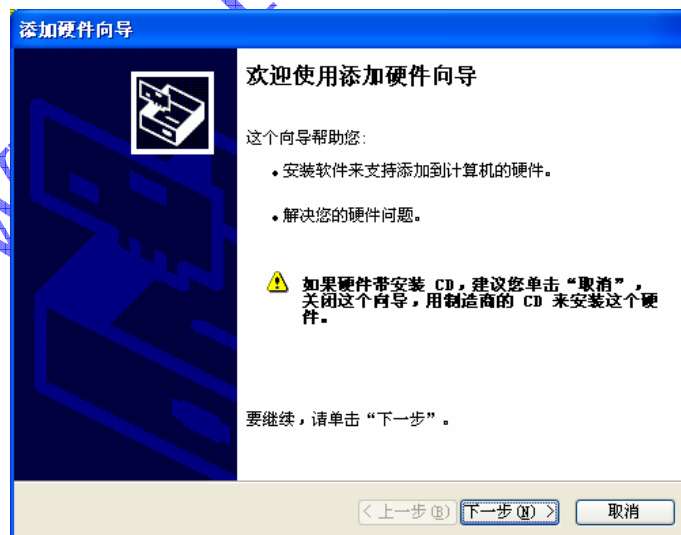 添加硬件向导
欢迎使用添加硬件向导
这个向导帮助您:
• 安装软件来支持添加到计算机的硬件。
• 解决您的硬件问题。
如果硬件带安装 CD，建议您单击“取消”，
关闭这个向导，用制造商的 CD 来安装这个硬
件。
要继续，请单击“下一步”。
< 上一步(B) 下一步(N) > 取消